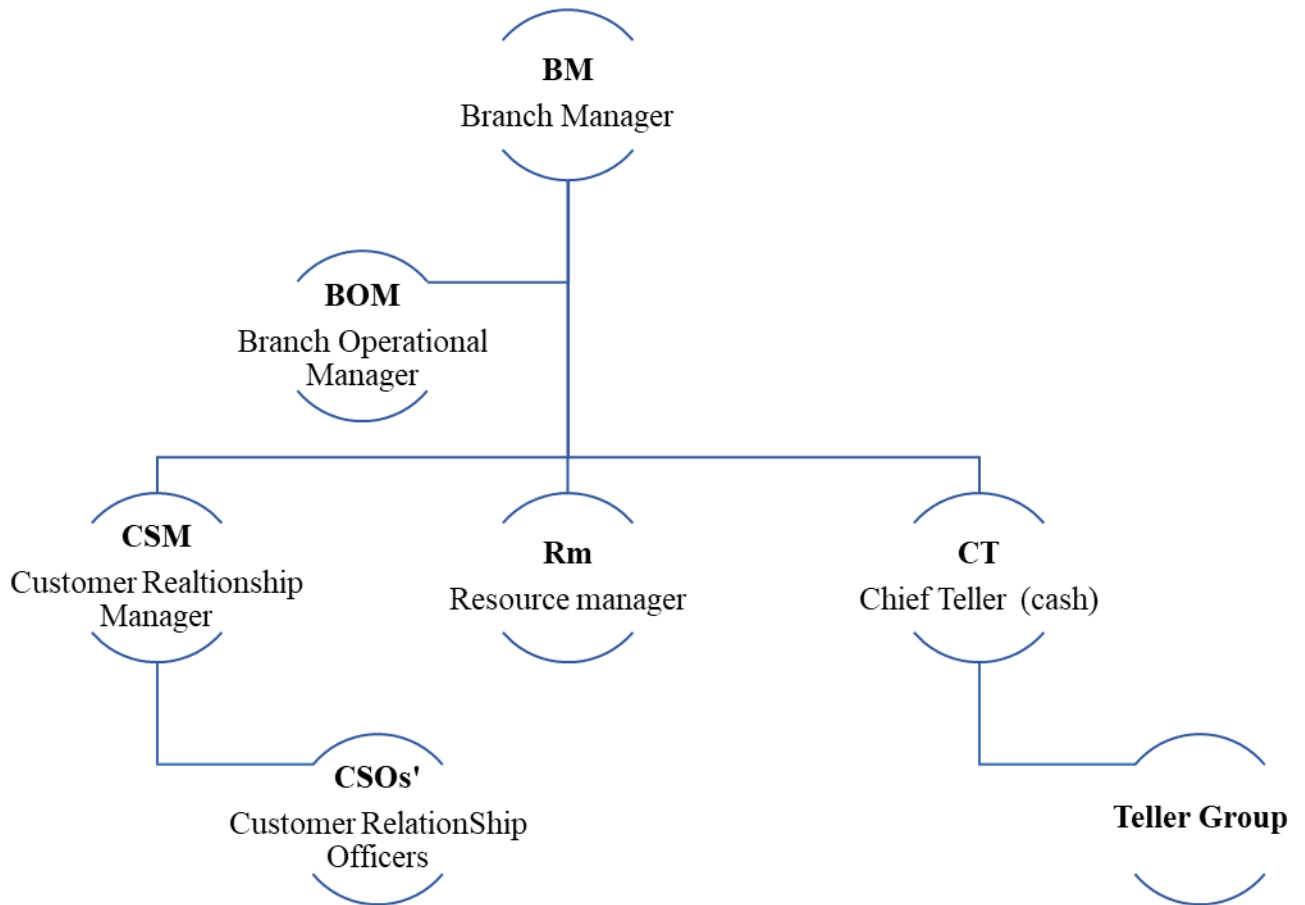 BM
Branch Manager
BOM
Branch Operational
Manager
CSM
Customer Realtionship
Manager
Rm
Resource manager
CT
Chief Teller (cash)
CSOs'
Customer RelationShip
Officers
Teller Group